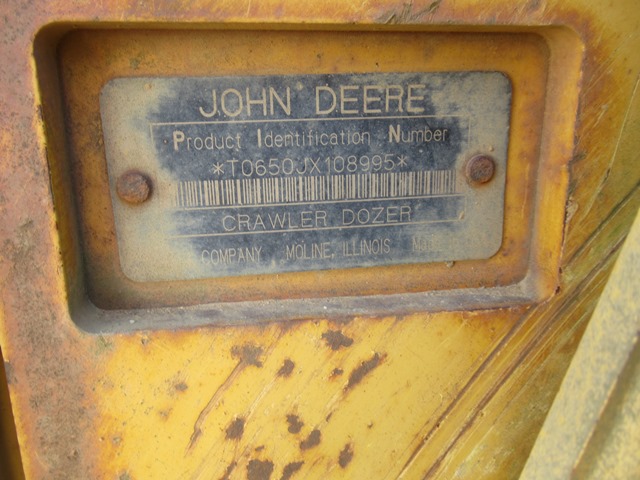 JOHN DEERE
Product Identification Number
*T0650JX108995*
CRAWLER DOZER
COMPANY MOLINE, ILLINOIS